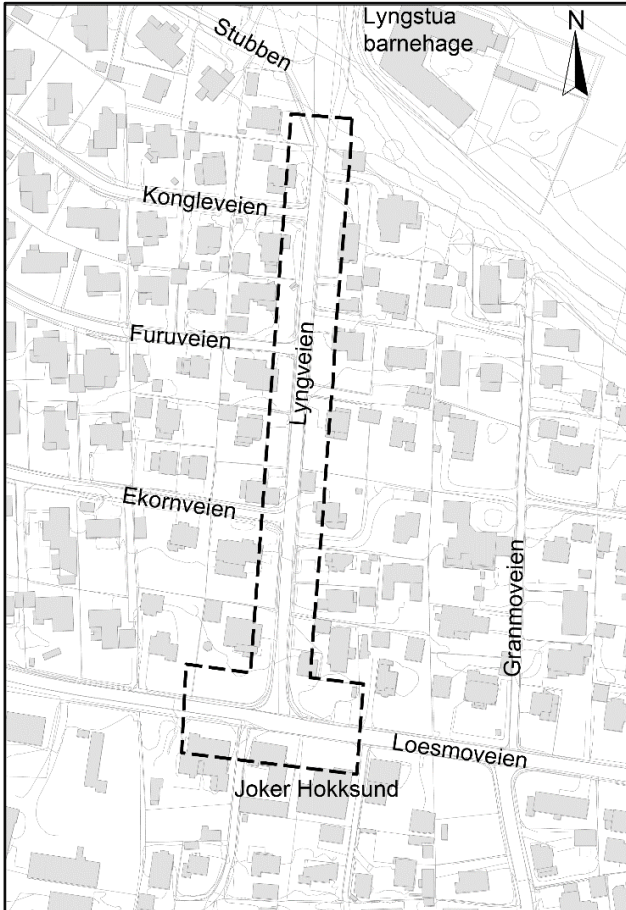 Lyngstua
barnehage
N
Stubben
Kongleveien
Furuveien
Lyngveien
Ekornveien
Granmoveien
Loesmoveien
Joker Hokksund